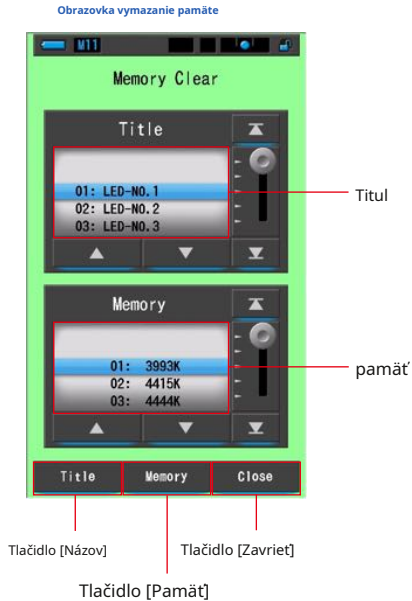 Obrazovka vymazanie pamäte
M11
Memory Clear
Title
01: LED-NO.1
02: LED-NO.2
03: LED-NO.3
Titul
Memory
01: 3993K
02: 4415K
03: 4444K
pamäť
Title Memory Close
Tlačidlo [Názov]
Tlačidlo [Zavrieť]
Tlačidlo [Pamäť]